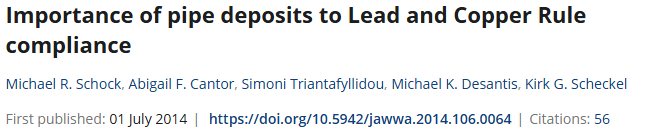 Importance of pipe deposits to Lead and Copper Rule
compliance
Michael R. Schock, Abigail F. Cantor, Simoni Triantafyllidou, Michael K. Desantis, Kirk G. Scheckel
First published: 01 July 2014 | https://doi.org/10.5942/jawwa.2014.106.0064 | Citations: 56